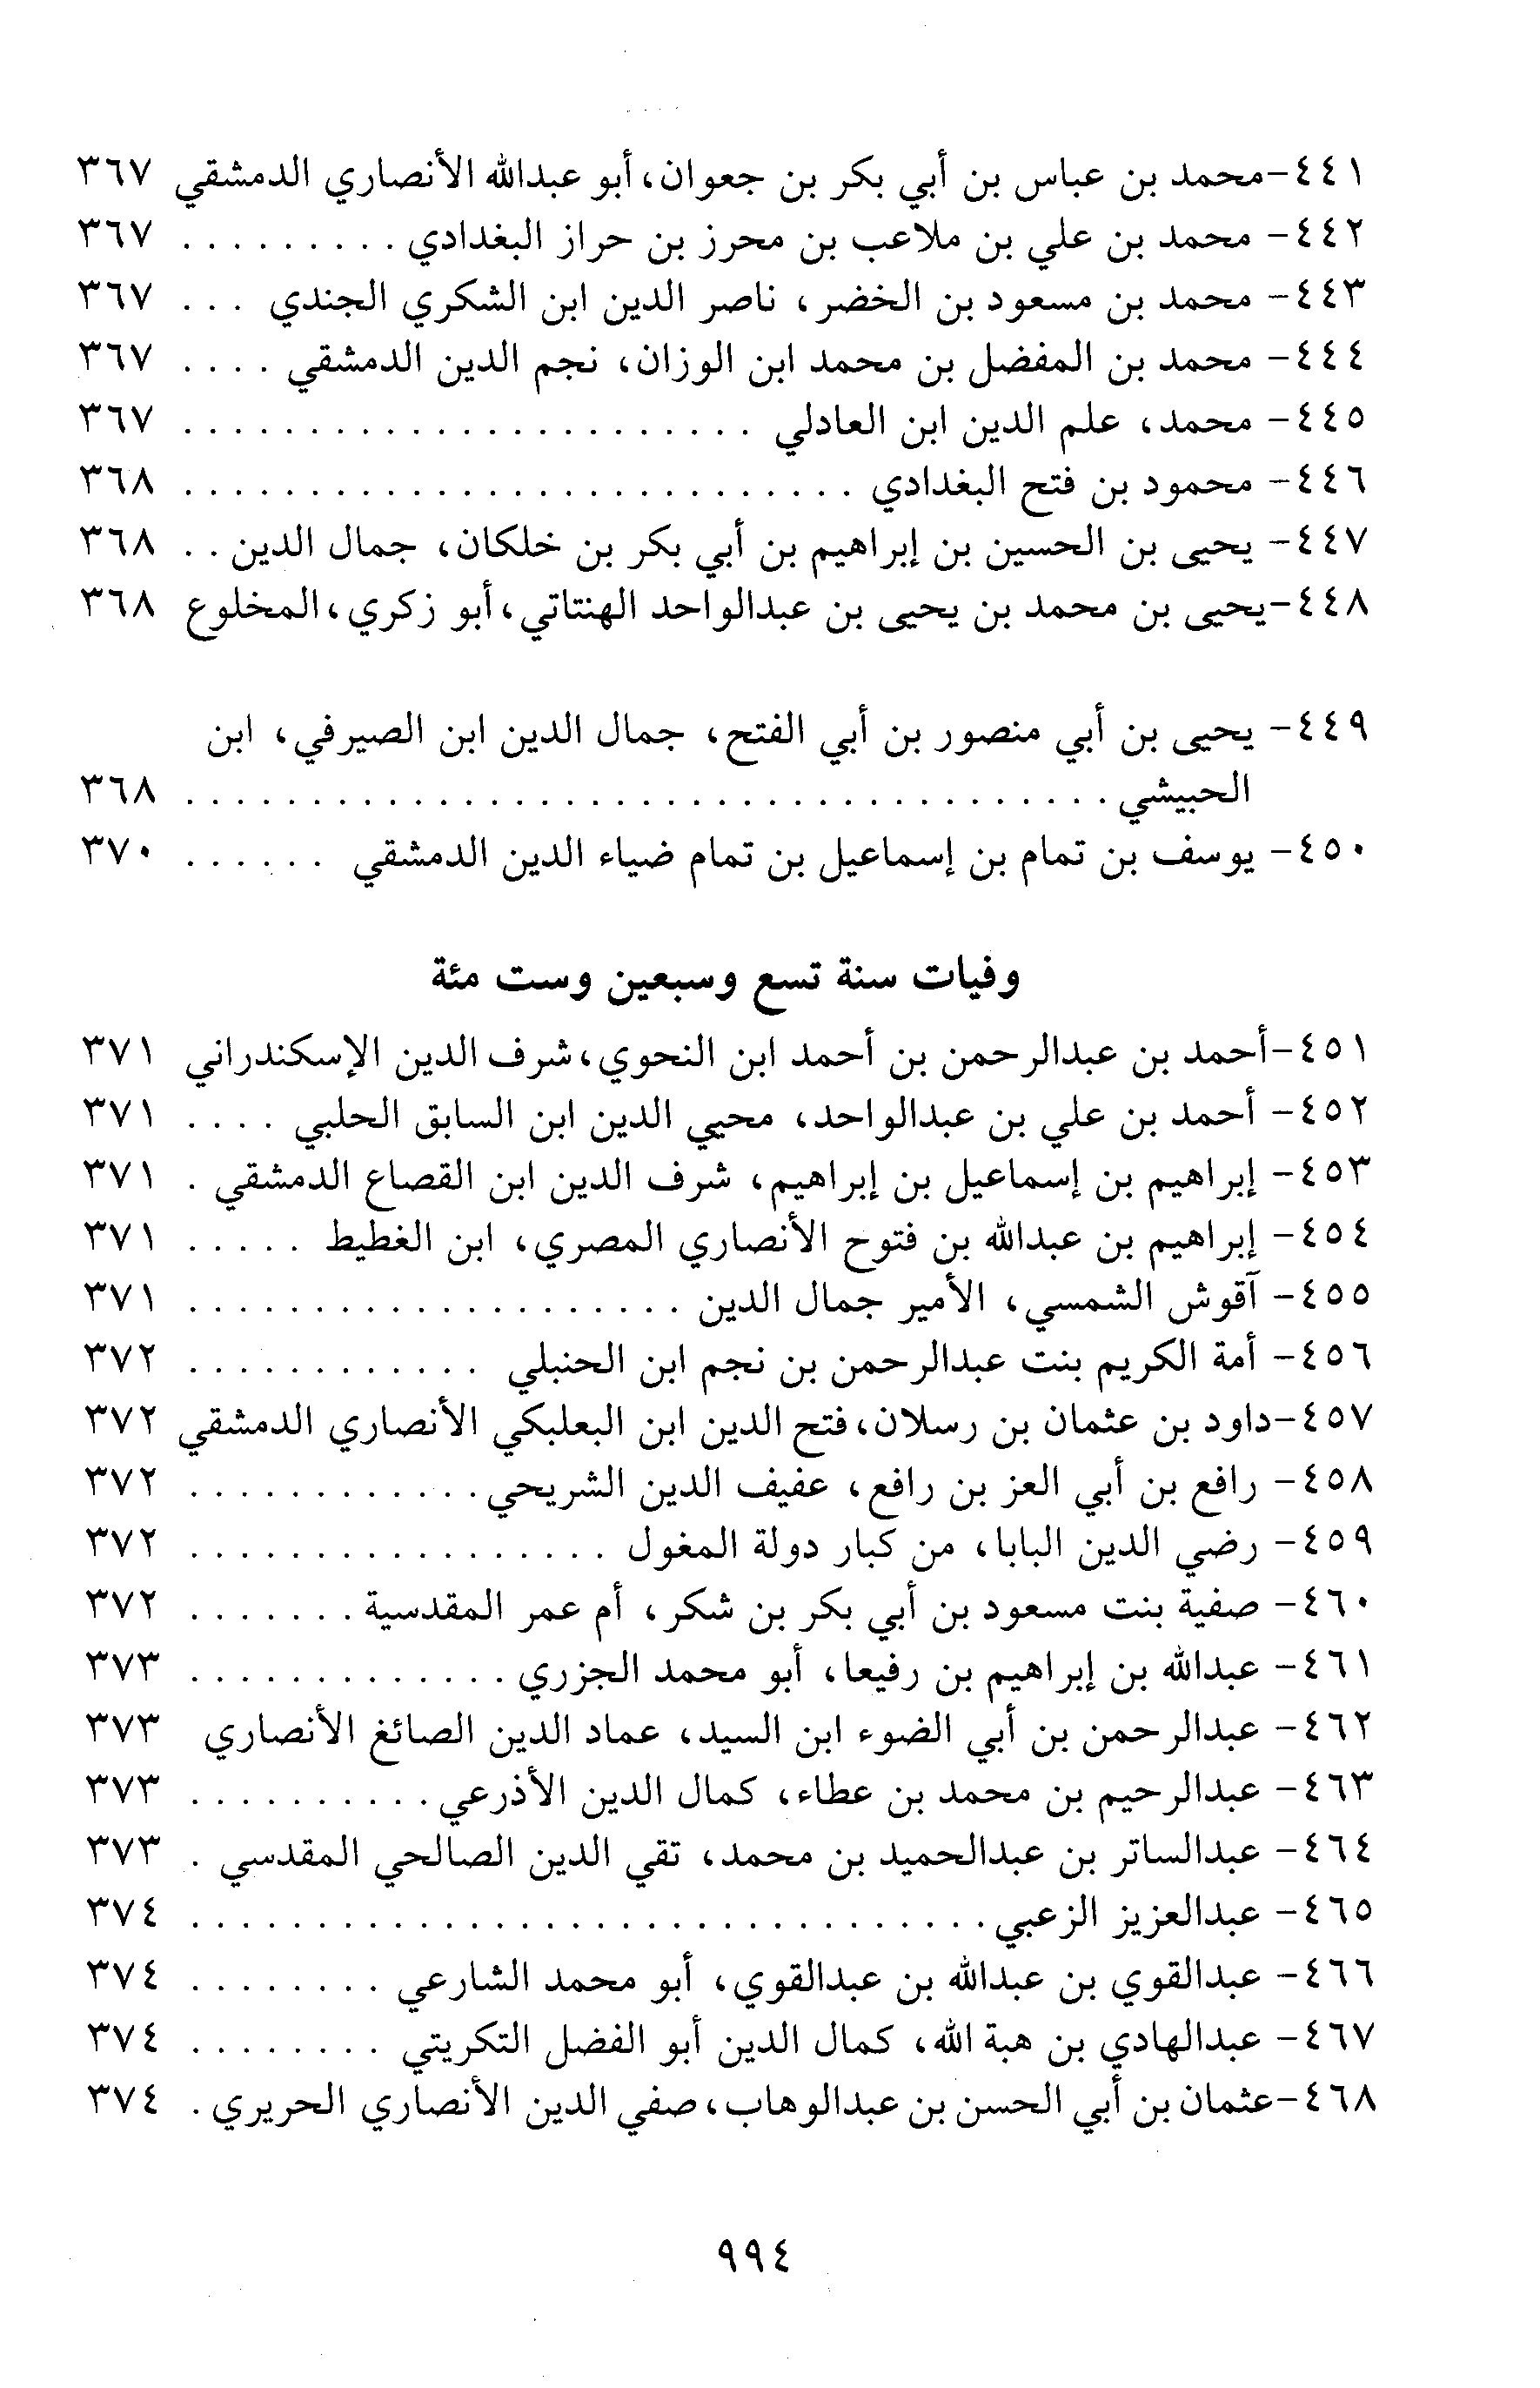 ٤٤١-محمد بن عباس بن أبي بكر بن جعوان، أبو عبدالله الأنصاري الدمشقي ٣٦٧
٤٤٢- محمد بن علي بن ملاعب بن محرز بن حراز البغدادي . . . . . . . . . ٣٦٧
٤٤٣- محمد بن مسعود بن الخضر، ناصر الدين ابن الشكري الجندي . . . ٣٦٧
٤٤٤- محمد بن المفضل بن محمد ابن الوزان، نجم الدين الدمشقي . . . . ٣٦٧
٤٤٥- محمد، علم الدين ابن العادلي . . . . . . . . . . . . . . . . . . . . . . . ٣٦٧
٤٤٦- محمود بن فتح البغدادي . . . . . . . . . . . . . . . . . . . . . . . . . . . ٣٦٨
٤٤٧- يحيى بن الحسين بن إبراهيم بن أبي بكر بن خلكان، جمال الدين . . ٣٦٨
٤٤٨-يحيى بن محمد بن يحيى بن عبدالواحد الهنتاتي، أبو زكري، المخلوع ٣٦٨
٤٤٩- يحيى بن أبي منصور بن أبي الفتح، جمال الدين ابن الصيرفي، ابن
الحبيشي . . . . . . . . . . . . . . . . . . . . . . . . . . . . . . . . . . . . . ٣٦٨
٤٥٠- يوسف بن تمام بن إسماعيل بن تمام ضياء الدين الدمشقي . . . . . . ٣٧٠
وفيات سنة تسع وسبعين وست مئة
٤٥١-أحمد بن عبدالرحمن بن أحمد ابن النحوي، شرف الدين الإسكندراني ٣٧١
٤٥٢- أحمد بن علي بن عبدالواحد، محيي الدين ابن السابق الحلبي . . . . ٣٧١
٤٥٣- إبراهيم بن إسماعيل بن إبراهيم، شرف الدين ابن القصاع الدمشقي . ٣٧١
٤٥٤- إبراهيم بن عبدالله بن فتوح الأنصاري المصري، ابن الغطيط . . . . . ٣٧١
٤٥٥- آقوش الشمسي، الأمير جمال الدين . . . . . . . . . . . . . . . . . . . . ٣٧١
٤٥٦- أمة الكريم بنت عبدالرحمن بن نجم ابن الحنبلي . . . . . . . . . . . . ٣٧٢
٤٥٧-داود بن عثمان بن رسلان، فتح الدين ابن البعلبكي الأنصاري الدمشقي ٣٧٢
٤٥٨- رافع بن أبي العز بن رافع، عفيف الدين الشريحي . . . . . . . . . . . . ٣٧٢
٤٥٩- رضي الدين البابا، من كبار دولة المغول . . . . . . . . . . . . . . . . . ٣٧٢
٤٦٠- صفية بنت مسعود بن أبي بكر بن شكر، أم عمر المقدسية . . . . . . . ٣٧٢
٤٦١- عبدالله بن إبراهيم بن رفيعا، أبو محمد الجزري . . . . . . . . . . . . . ٣٧٣
٤٦٢- عبدالرحمن بن أبي الضوء ابن السيد، عماد الدين الصائغ الأنصاري ٣٧٣
٤٦٣- عبدالرحيم بن محمد بن عطاء، كمال الدين الأذرعي . . . . . . . . . . ٣٧٣
٤٦٤- عبدالساتر بن عبدالحميد بن محمد، تقي الدين الصالحي المقدسي . ٣٧٣
٤٦٥- عبدالعزيز الزعبي . . . . . . . . . . . . . . . . . . . . . . . . . . . . . . . . ٣٧٤
٤٦٦- عبدالقوي بن عبدالله بن عبدالقوي، أبو محمد الشارعي . . . . . . . . ٣٧٤
٤٦٧- عبدالهادي بن هبة الله، كمال الدين أبو الفضل التكريتي . . . . . . . . ٣٧٤
٤٦٨-عثمان بن أبي الحسن بن عبدالوهاب، صفي الدين الأنصاري الحريري . ٣٧٤
٩٩٤